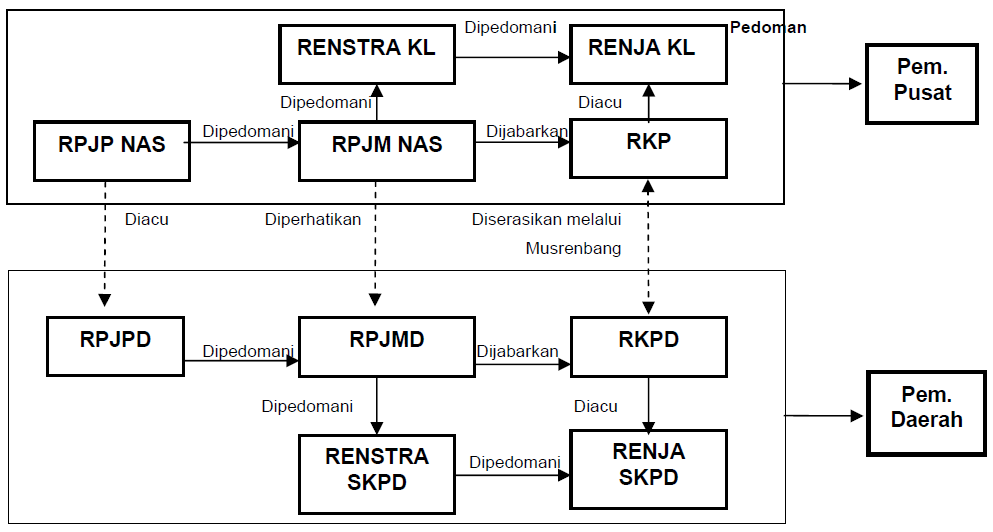 Dipedomani
RENSTRA KL
RENJA KL
Pedoman
Pem.
Pusat
Dipedomani
Diacu
RPJP NAS
Dipedomani
RPJM NAS
Dijabarkan
RKP
Diacu
Diperhatikan
Diserasikan melalui
Musrenbang
RPJPD
Dipedomani
RPJMD
Dijabarkan
RKPD
Pem.
Daerah
Dipedomani
Diacu
RENSTRA
SKPD
Dipedomani
RENJA
SKPD